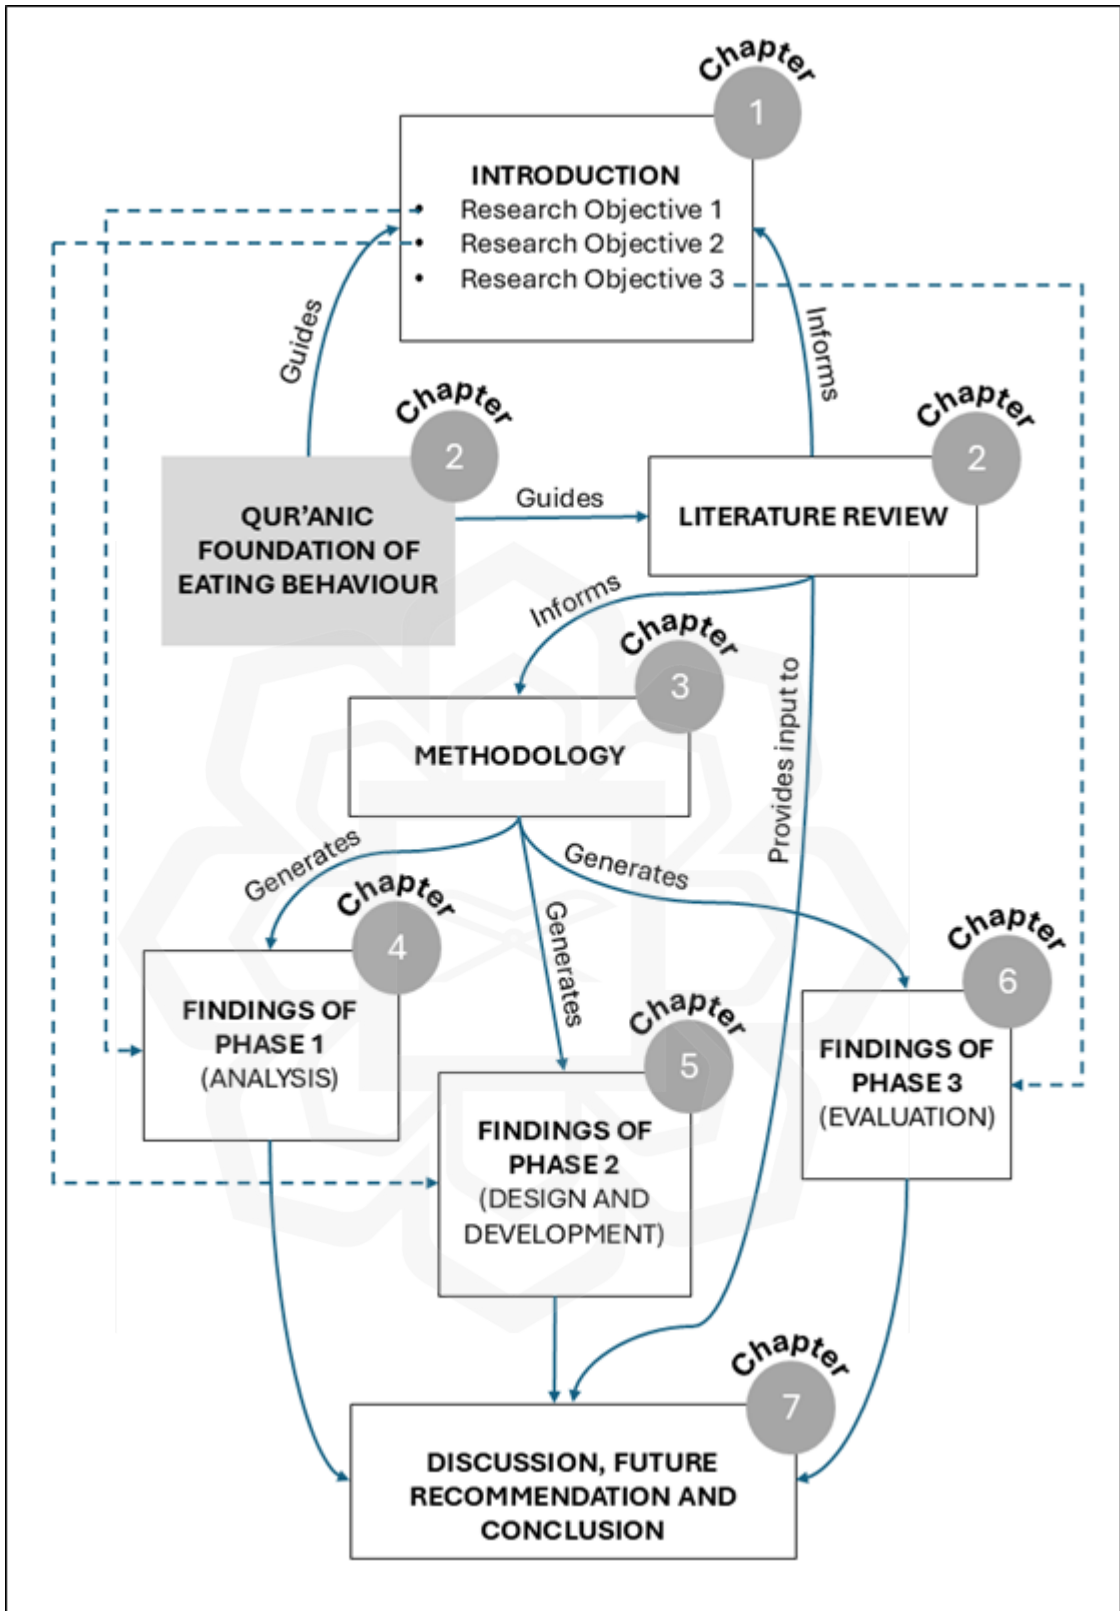 Chapter
1
INTRODUCTION
• Research Objective 1
• Research Objective 2
• Research Objective 3
Guides
Informs
Chapter
2
QUR’ANIC
FOUNDATION OF
EATING BEHAVIOUR
Guides
Chapter
2
LITERATURE REVIEW
Informs
Provides input to
Chapter
3
METHODOLOGY
Generates
Generates
Generates
Chapter
4
FINDINGS OF
PHASE 1
(ANALYSIS)
Chapter
5
FINDINGS OF
PHASE 2
(DESIGN AND
DEVELOPMENT)
Chapter
6
FINDINGS OF
PHASE 3
(EVALUATION)
Chapter
7
DISCUSSION, FUTURE
RECOMMENDATION AND
CONCLUSION